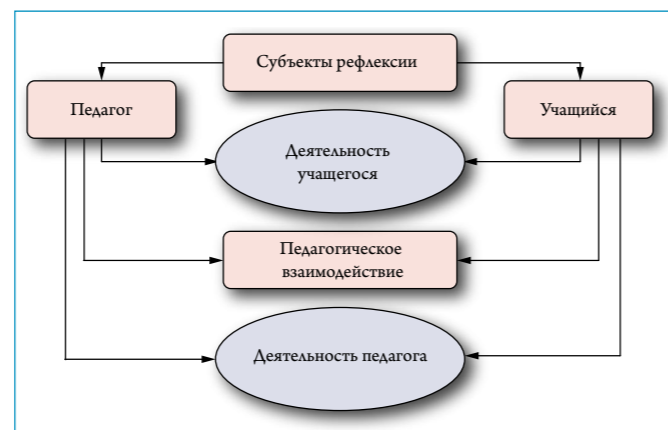 Субъекты рефлексии
Педагог
Учащийся
Деятельность
учащегося
Педагогическое
взаимодействие
Деятельность педагога